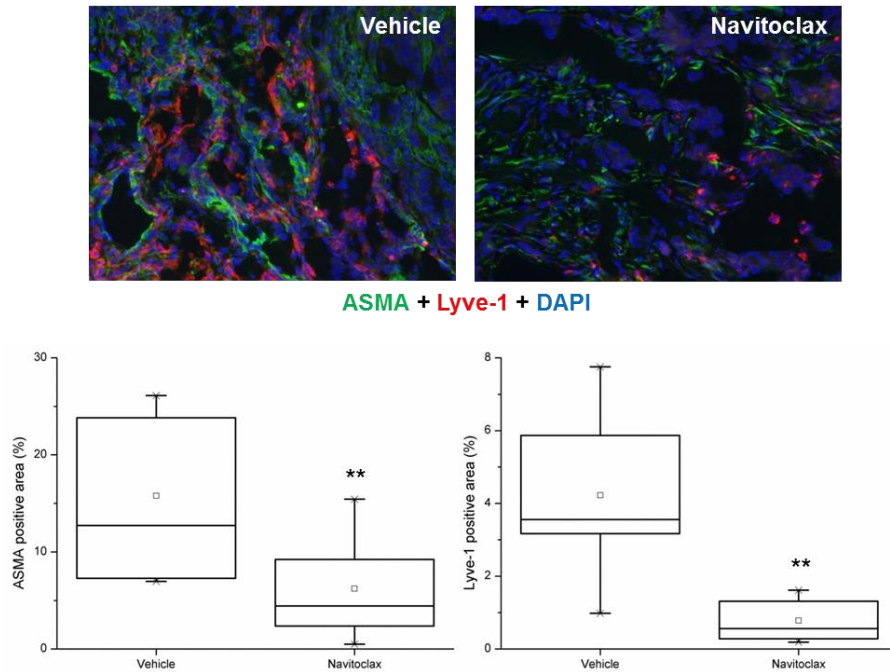 Vehicle
Navitoclax
ASMA + Lyve-1 + DAPI
30
20
10
0
ASMA positive area (%)
**
Vehicle
Navitoclax
8
6
4
2
0
Lyve-1 positive area (%)
**
Vehicle
Navitoclax